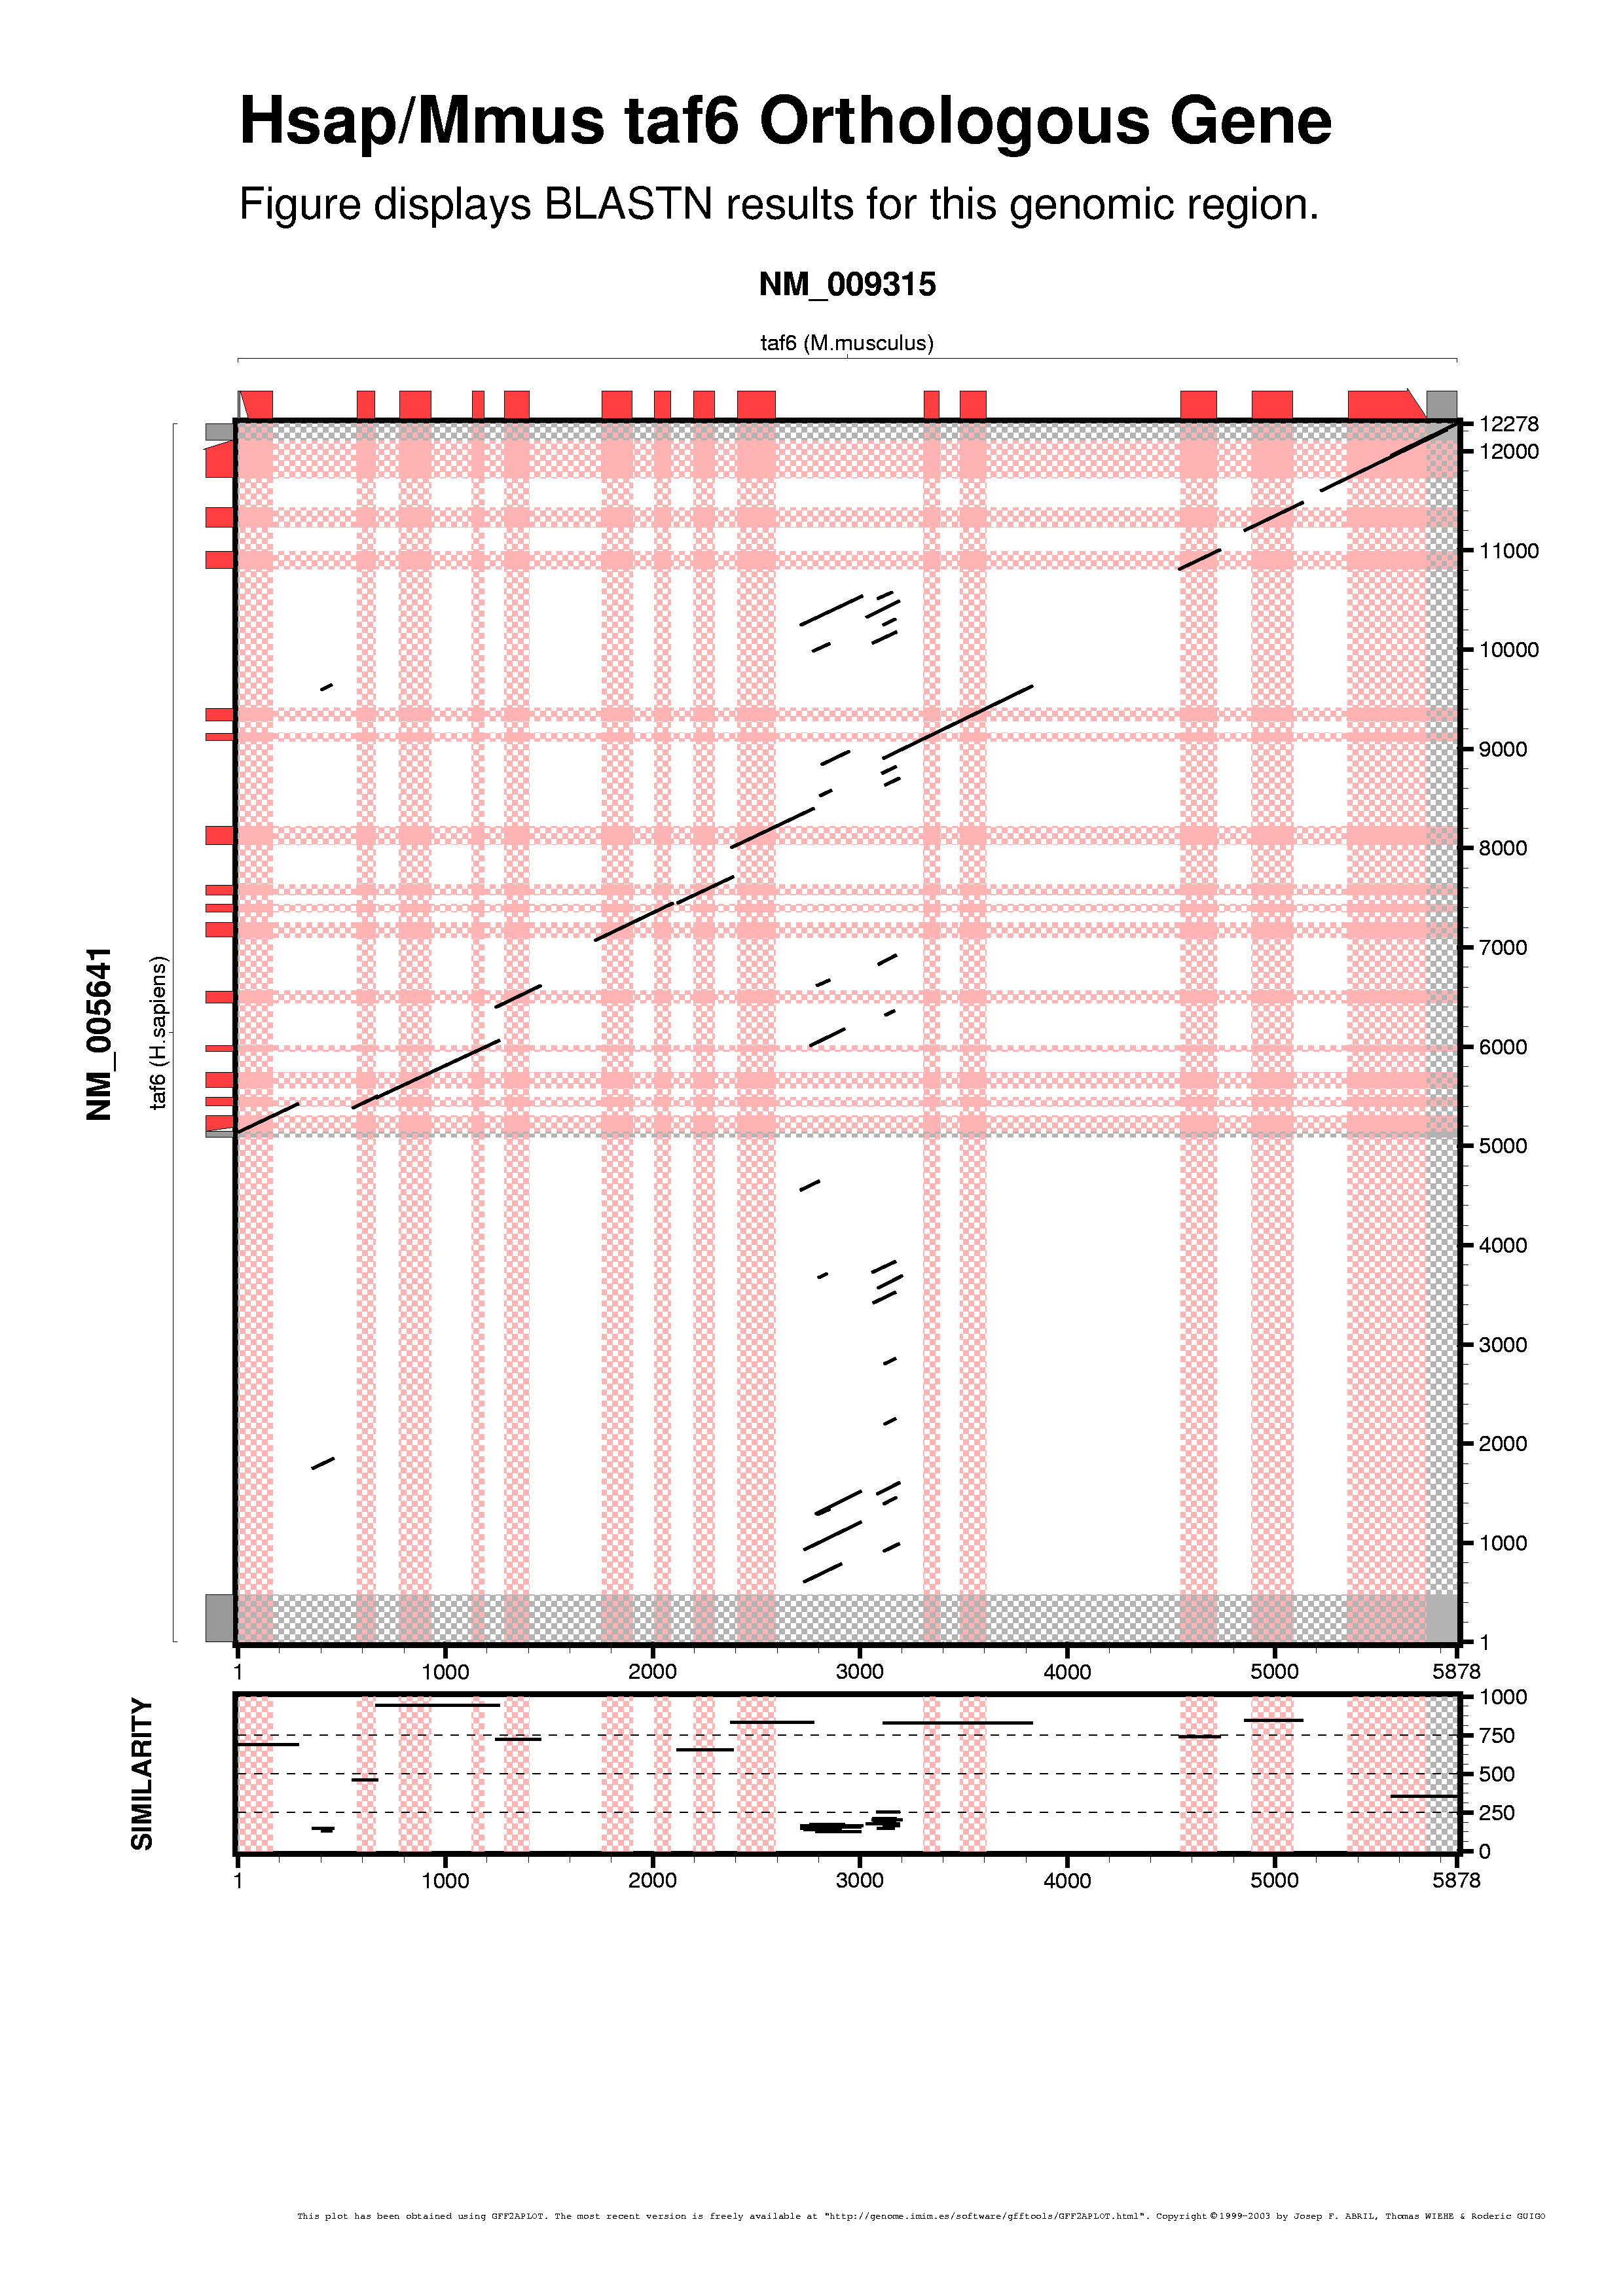 Hsap/Mmus taf6 Orthologous Gene
Figure displays BLASTN results for this genomic region.
NM_009315
taf6 (M.musculus)
NM_005641
taf6 (H.sapiens)
12278
12000
11000
10000
9000
8000
7000
6000
5000
4000
3000
2000
1000
1
1 1000 2000 3000 4000 5000 5878
SIMILARITY
1000
750
500
250
0
1 1000 2000 3000 4000 5000 5878
This plot has been obtained using GFF2APLOT. The most recent version is freely available at "http://genome.imim.es/software/gfftools/GFF2APLOT.html". Copyright ©1999-2003 by Josep F. ABRIL, Thomas WIEHE & Roderic GUIGO